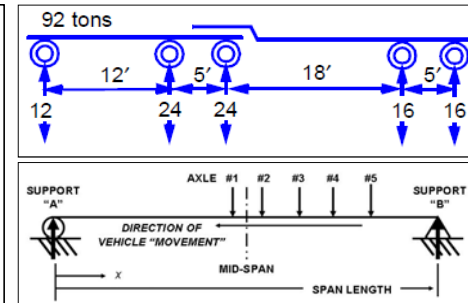 92 tons
12' 5' 18' 5'
12 24 24 16 16
AXLE #1 #2 #3 #4 #5
SUPPORT "A"
SUPPORT "B"
DIRECTION OF
VEHICLE "MOVEMENT"
MID-SPAN
x
SPAN LENGTH